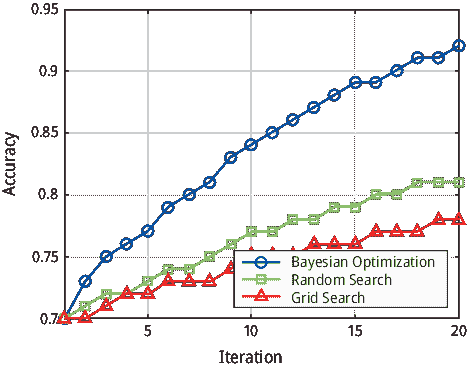 0.95
0.9
0.85
0.8
0.75
0.7
5
10
15
20
Accuracy
Iteration
Bayesian Optimization
Random Search
Grid Search